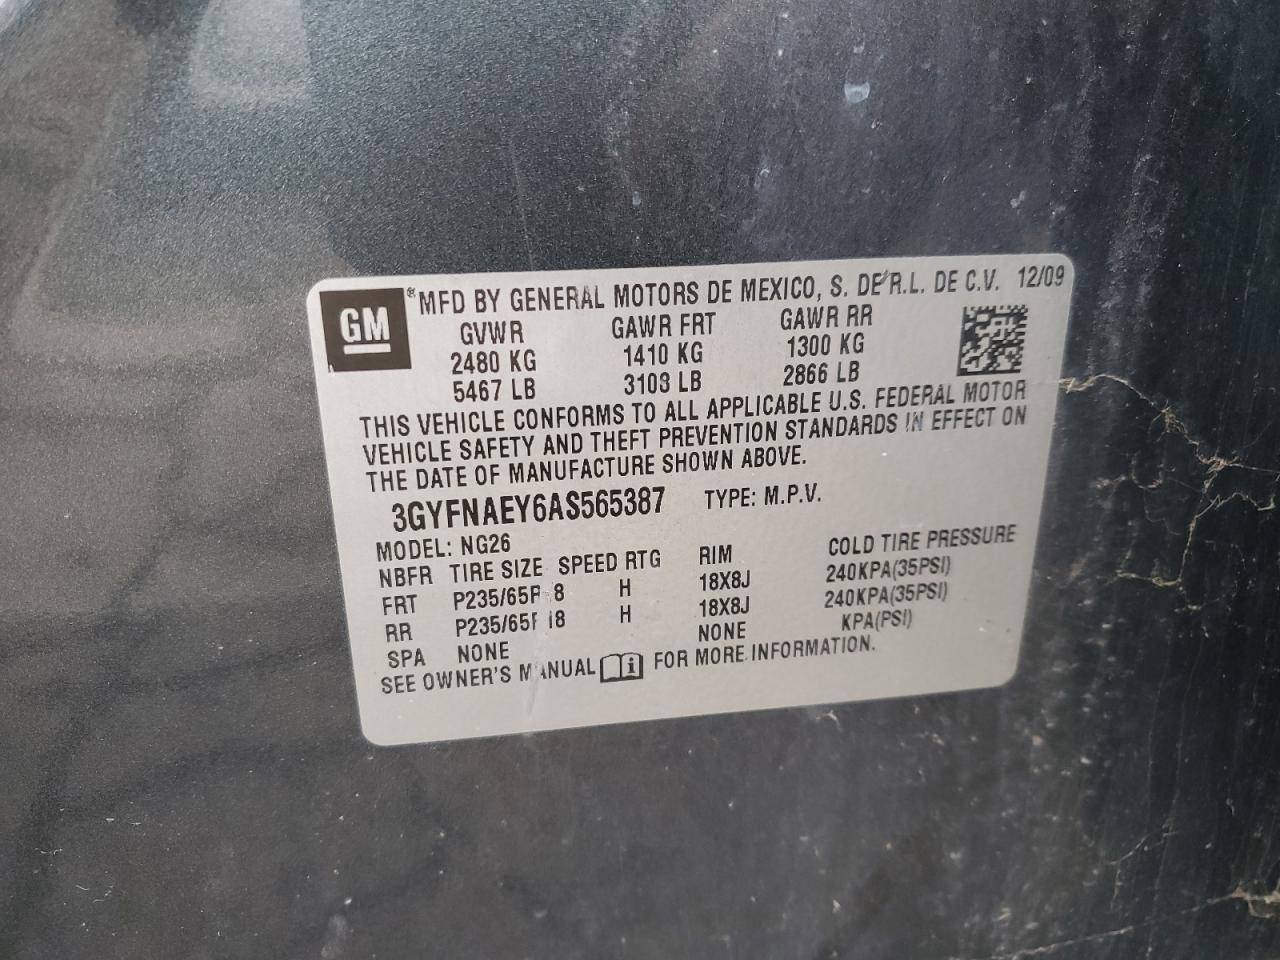 GM ® MFD BY GENERAL MOTORS DE MEXICO, S. DE R.L. DE C.V. 12/09
GVWR GAWR FRT GAWR RR
2480 KG 1410 KG 1300 KG
5467 LB 3108 LB 2866 LB
THIS VEHICLE CONFORMS TO ALL APPLICABLE U.S. FEDERAL MOTOR
VEHICLE SAFETY AND THEFT PREVENTION STANDARDS IN EFFECT ON
THE DATE OF MANUFACTURE SHOWN ABOVE.
3GYFNAEY6AS565387 TYPE: M.P.V.
MODEL: NG26
NBFR TIRE SIZE SPEED RTG RIM COLD TIRE PRESSURE
FRT P235/65R 8 H 18X8J 240KPA(35PSI)
RR P235/65R 18 H 18X8J 240KPA(35PSI)
SPA NONE NONE KPA(PSI)
SEE OWNER'S MANUAL FOR MORE INFORMATION.